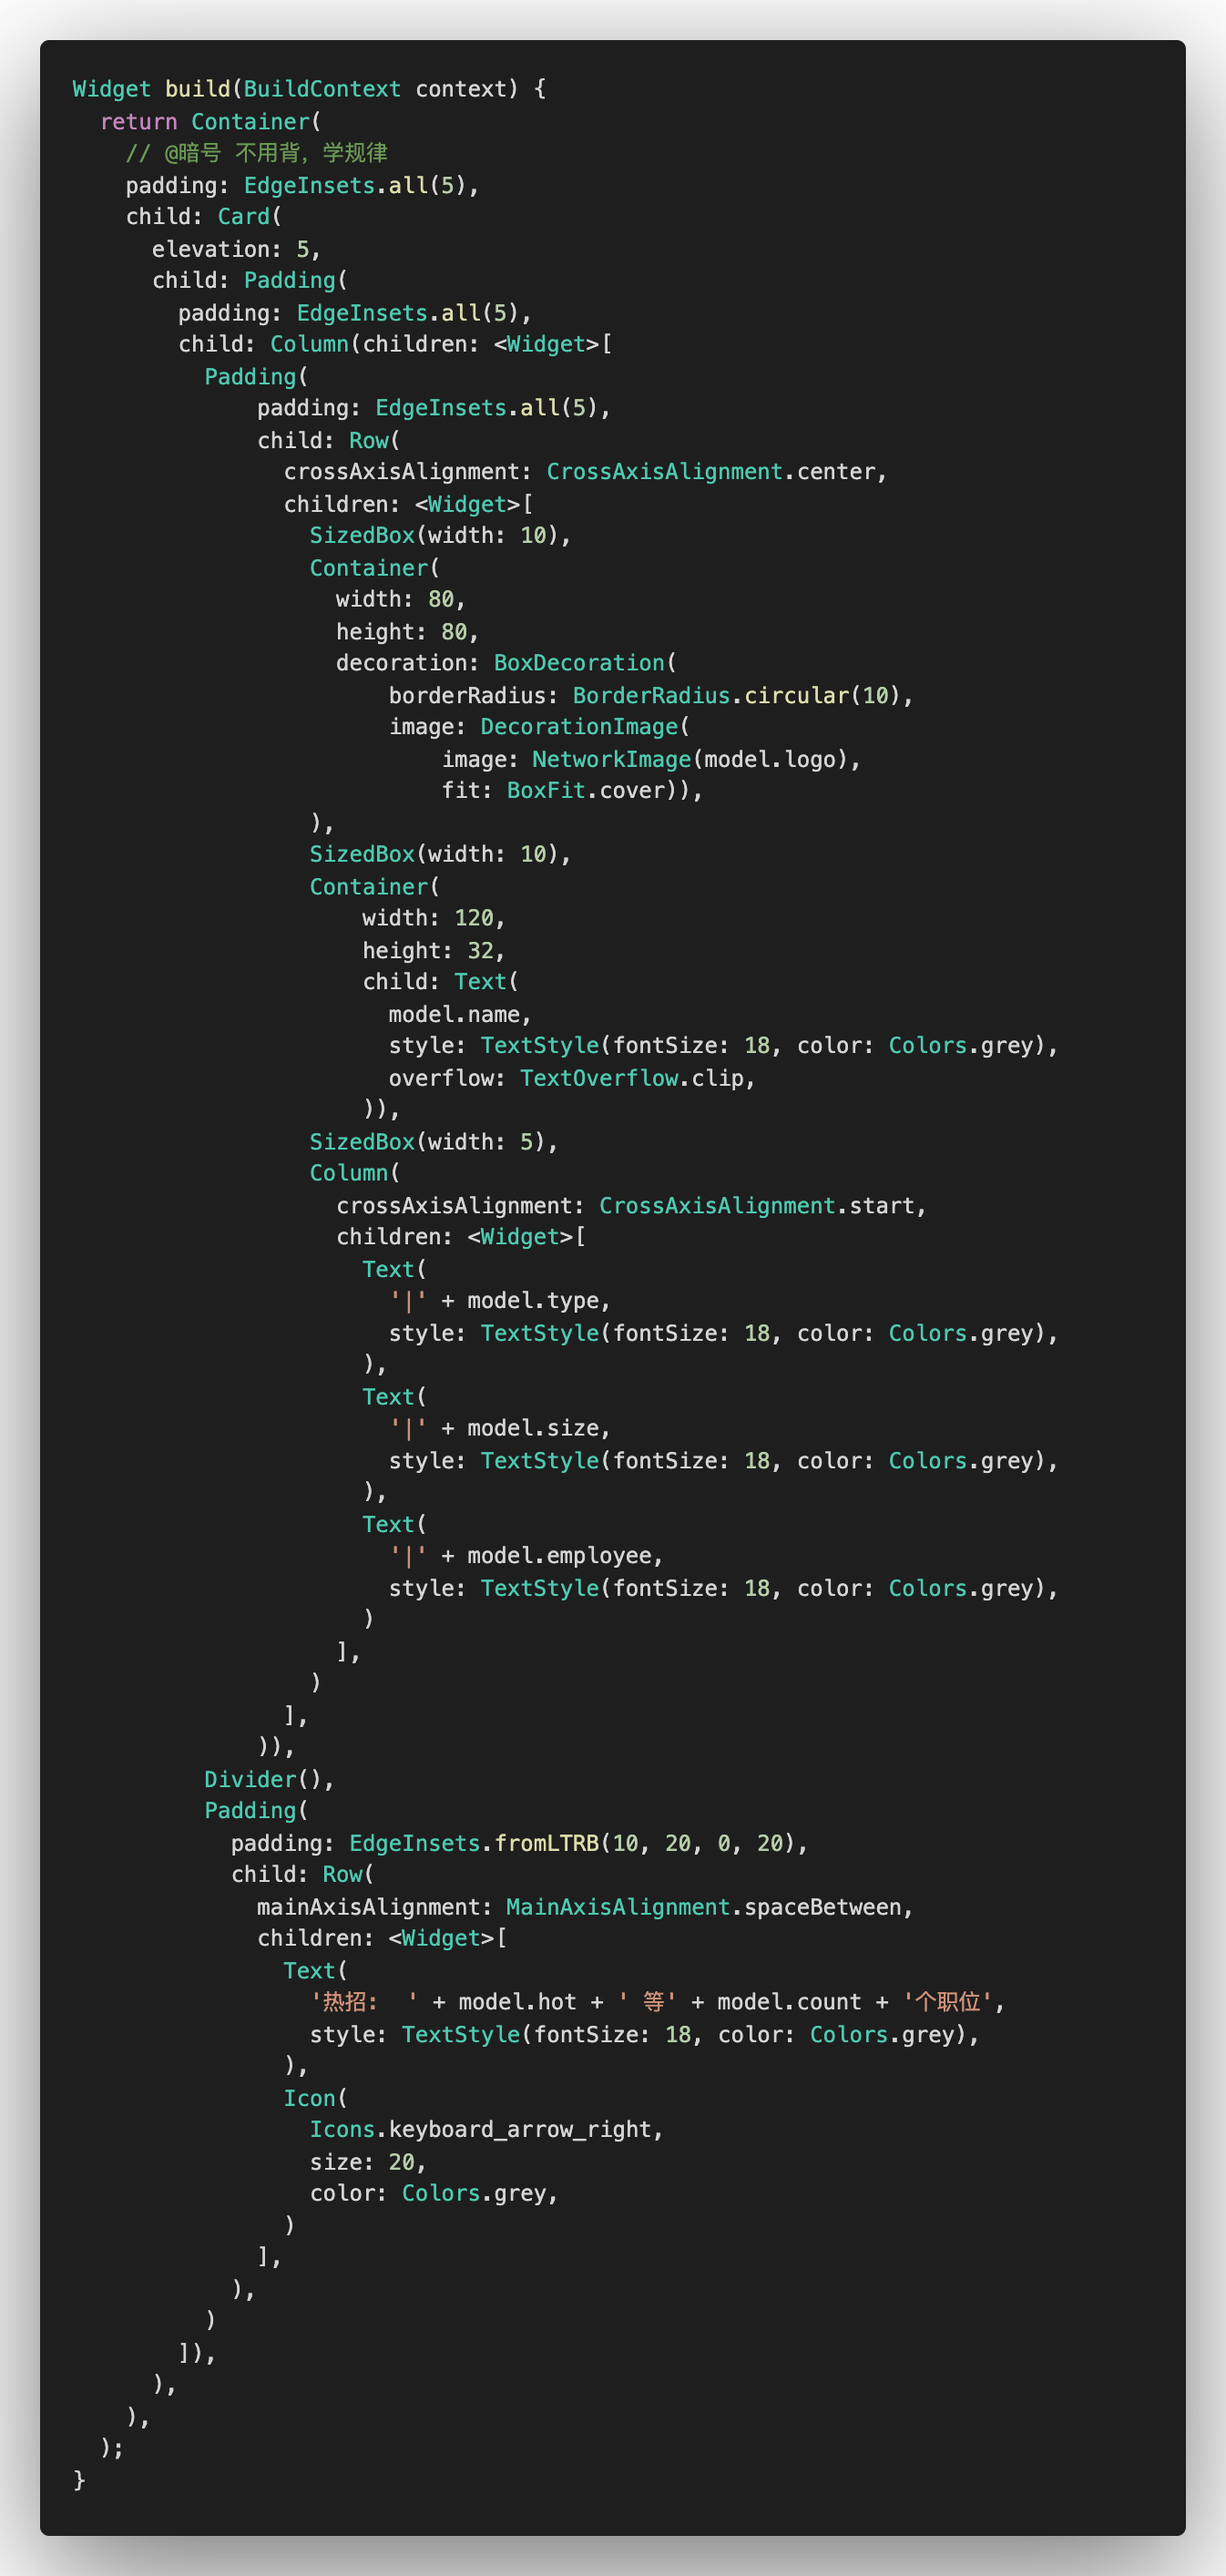 Widget build(BuildContext context) {
  return Container(
    // @暗号 不用背，学规律
    padding: EdgeInsets.all(5),
    child: Card(
      elevation: 5,
      child: Padding(
        padding: EdgeInsets.all(5),
        child: Column(children: <Widget>[
          Padding(
              padding: EdgeInsets.all(5),
              child: Row(
                crossAxisAlignment: CrossAxisAlignment.center,
                children: <Widget>[
                  SizedBox(width: 10),
                  Container(
                    width: 80,
                    height: 80,
                    decoration: BoxDecoration(
                        borderRadius: BorderRadius.circular(10),
                        image: DecorationImage(
                            image: NetworkImage(model.logo),
                            fit: BoxFit.cover)),
                  ),
                  SizedBox(width: 10),
                  Container(
                      width: 120,
                      height: 32,
                      child: Text(
                        model.name,
                        style: TextStyle(fontSize: 18, color: Colors.grey),
                        overflow: TextOverflow.clip,
                      )),
                  SizedBox(width: 5),
                  Column(
                    crossAxisAlignment: CrossAxisAlignment.start,
                    children: <Widget>[
                      Text(
                        '|' + model.type,
                        style: TextStyle(fontSize: 18, color: Colors.grey),
                      ),
                      Text(
                        '|' + model.size,
                        style: TextStyle(fontSize: 18, color: Colors.grey),
                      ),
                      Text(
                        '|' + model.employee,
                        style: TextStyle(fontSize: 18, color: Colors.grey),
                      )
                    ],
                  )
                ],
              )),
          Divider(),
          Padding(
            padding: EdgeInsets.fromLTRB(10, 20, 0, 20),
            child: Row(
              mainAxisAlignment: MainAxisAlignment.spaceBetween,
              children: <Widget>[
                Text(
                  '热招：  ' + model.hot + ' 等' + model.count + '个职位',
                  style: TextStyle(fontSize: 18, color: Colors.grey),
                ),
                Icon(
                  Icons.keyboard_arrow_right,
                  size: 20,
                  color: Colors.grey,
                )
              ],
            ),
          )
        ]),
      ),
    ),
  );
}